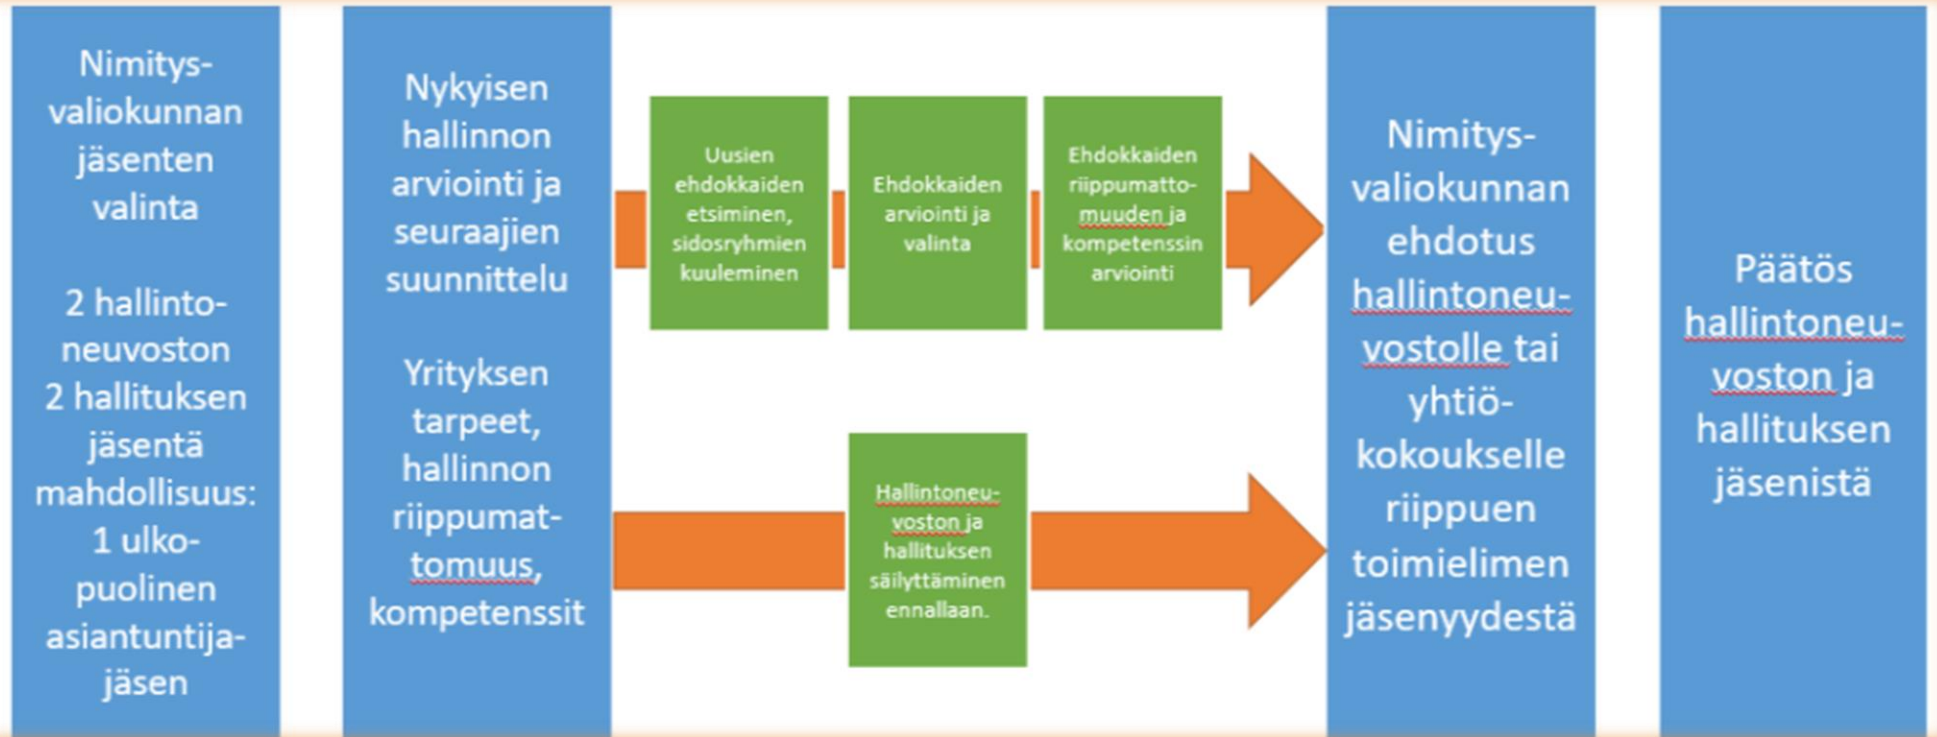 Nimitys-
valiokunnan
jäsenten
valinta
2 hallinto-
neuvoston
2 hallituksen
jäsentä
mahdollisuus:
1 ulko-
puolinen
asiantuntija-
jäsen
Nykyisen
hallinnon
arviointi ja
seuraajien
suunnittelu
Yrityksen
tarpeet,
hallinnon
riippumat-
tomuus,
kompetenssit
Uusien
ehdokkaiden
etsiminen,
sidosryhmien
kuuleminen
Ehdokkaiden
arviointi ja
valinta
Ehdokkaiden
riippumatto-
muuden ja
kompetenssin
arviointi
Hallintoneu-
voston ja
hallituksen
säilyttäminen
ennallaan.
Nimitys-
valiokunnan
ehdotus
hallintoneu-
vostolle tai
yhtiö-
kokoukselle
riippuen
toimielimen
jäsenyydestä
Päätös
hallintoneu-
voston ja
hallituksen
jäsenistä